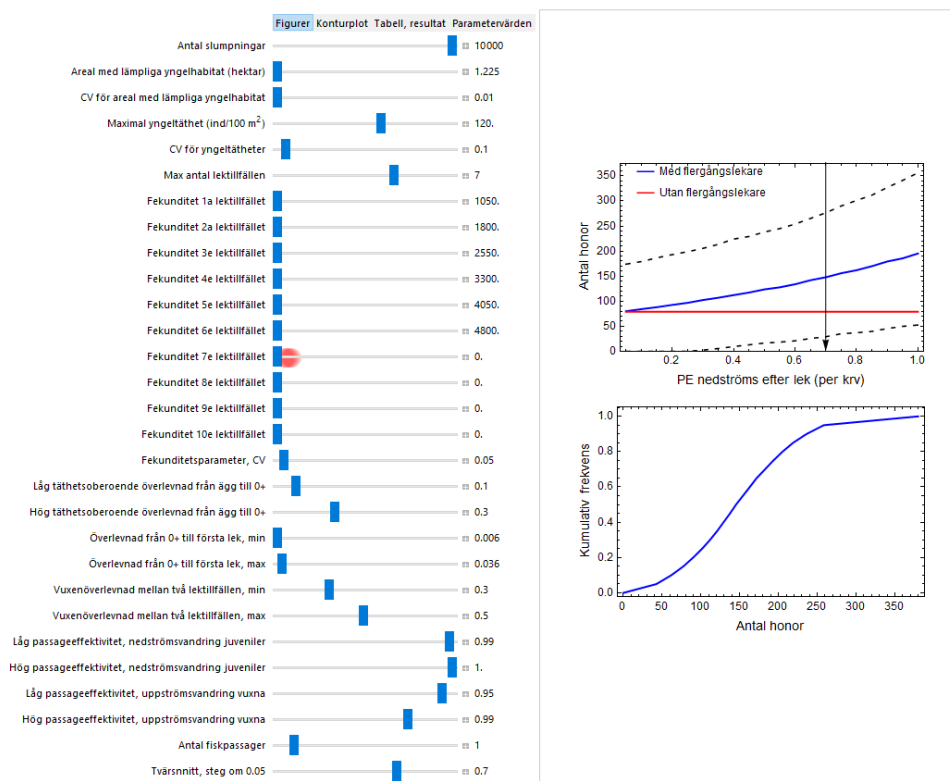 Figurer Konturplot Tabell, resultat Parametervärden
Antal slumpningar 10000
Areal med lämpliga yngelhabitat (hektar) 1.225
CV för areal med lämpliga yngelhabitat 0.01
Maximal yngeltäthet (ind/100 m²) 120.
CV för yngeltätheter 0.1
Max antal lektillfällen 7
Fekunditet 1a lektillfället 1050.
Fekunditet 2a lektillfället 1800.
Fekunditet 3e lektillfället 2550.
Fekunditet 4e lektillfället 3300.
Fekunditet 5e lektillfället 4050.
Fekunditet 6e lektillfället 4800.
Fekunditet 7e lektillfället 0.
Fekunditet 8e lektillfället 0.
Fekunditet 9e lektillfället 0.
Fekunditet 10e lektillfället 0.
Fekunditetsparameter, CV 0.05
Låg täthetsoberoende överlevnad från ägg till 0+ 0.1
Hög täthetsoberoende överlevnad från ägg till 0+ 0.3
Överlevnad från 0+ till första lek, min 0.006
Överlevnad från 0+ till första lek, max 0.036
Vuxenöverlevnad mellan två lektillfällen, min 0.3
Vuxenöverlevnad mellan två lektillfällen, max 0.5
Låg passageeffektivitet, nedströmsvandring juveniler 0.99
Hög passageeffektivitet, nedströmsvandring juveniler 1.
Låg passageeffektivitet, uppströmsvandring vuxna 0.95
Hög passageeffektivitet, uppströmsvandring vuxna 0.99
Antal fiskpassager 1
Tvärsnnitt, steg om 0.05 0.7
Antal honor
350
300
250
200
150
100
50
0
Med flergångslekare
Utan flergångslekare
0.2 0.4 0.6 0.8 1.0
PE nedströms efter lek (per krv)
Kumulativ frekvens
1.0
0.8
0.6
0.4
0.2
0.0
0 50 100 150 200 250 300 350
Antal honor